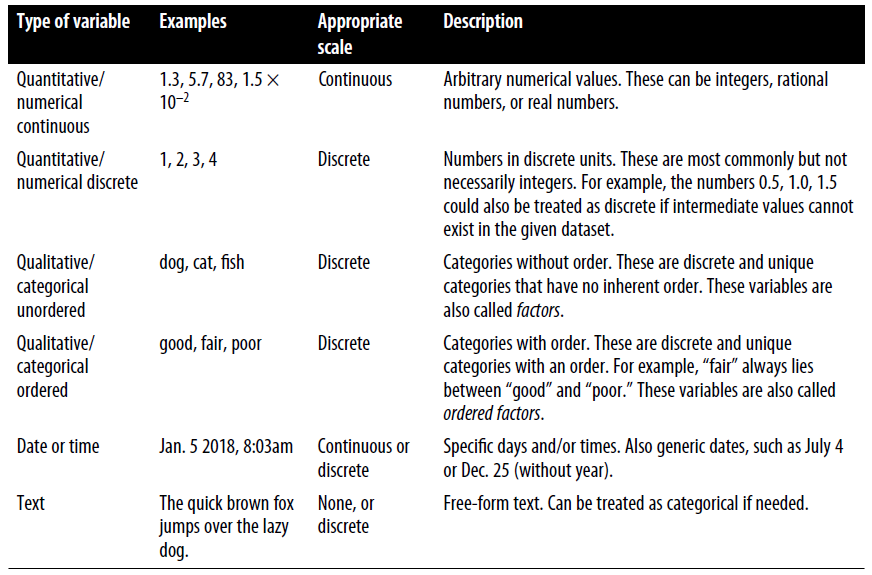 Type of variable Examples Appropriate scale Description
Quantitative/ numerical continuous 1.3, 5.7, 83, 1.5 × 10–2 Continuous Arbitrary numerical values. These can be integers, rational numbers, or real numbers.
Quantitative/ numerical discrete 1, 2, 3, 4 Discrete Numbers in discrete units. These are most commonly but not necessarily integers. For example, the numbers 0.5, 1.0, 1.5 could also be treated as discrete if intermediate values cannot exist in the given dataset.
Qualitative/ categorical unordered dog, cat, fish Discrete Categories without order. These are discrete and unique categories that have no inherent order. These variables are also called factors.
Qualitative/ categorical ordered good, fair, poor Discrete Categories with order. These are discrete and unique categories with an order. For example, “fair” always lies between “good” and “poor.” These variables are also called ordered factors.
Date or time Jan. 5 2018, 8:03am Continuous or discrete Specific days and/or times. Also generic dates, such as July 4 or Dec. 25 (without year).
Text The quick brown fox jumps over the lazy dog. None, or discrete Free-form text. Can be treated as categorical if needed.